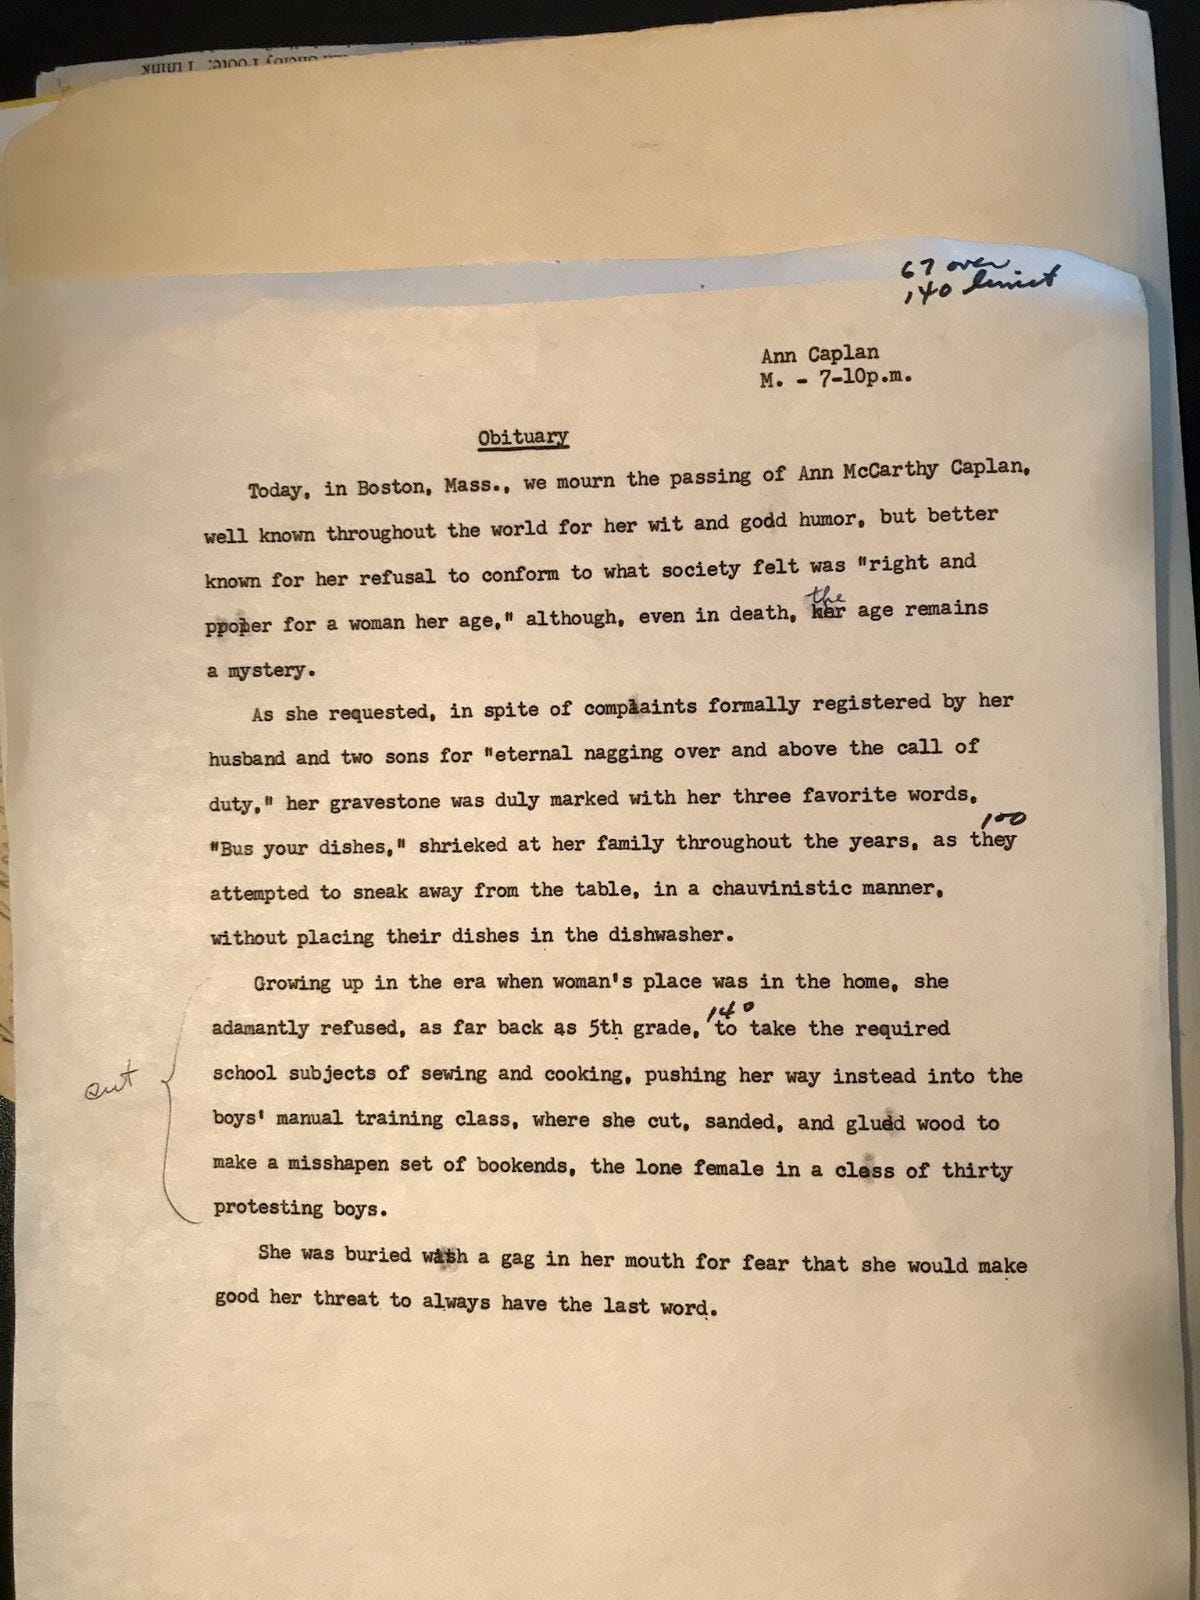 Shelby Foote: "I think
67 over
140 limit
Ann Caplan
M. - 7-10p.m.
Obituary
Today, in Boston, Mass., we mourn the passing of Ann McCarthy Caplan,
well known throughout the world for her wit and good humor, but better
known for her refusal to conform to what society felt was "right and
the
proper for a woman her age," although, even in death, her age remains
a mystery.
As she requested, in spite of complaints formally registered by her
husband and two sons for "eternal nagging over and above the call of
duty," her gravestone was duly marked with her three favorite words,
100
"Bus your dishes," shrieked at her family throughout the years, as they
attempted to sneak away from the table, in a chauvinistic manner,
without placing their dishes in the dishwasher.
Growing up in the era when woman's place was in the home, she
140
adamantly refused, as far back as 5th grade, to take the required
cut
school subjects of sewing and cooking, pushing her way instead into the
boys' manual training class, where she cut, sanded, and glued wood to
make a misshapen set of bookends, the lone female in a class of thirty
protesting boys.
She was buried with a gag in her mouth for fear that she would make
good her threat to always have the last word.